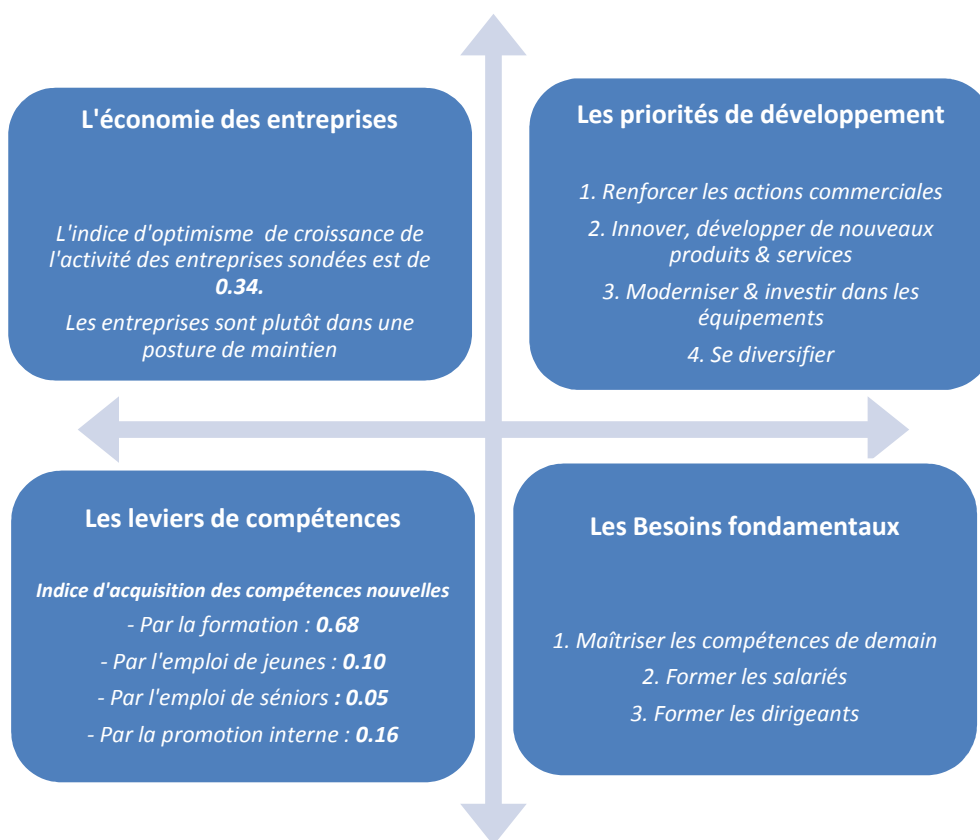 L'économie des entreprises
L'indice d'optimisme de croissance de
l'activité des entreprises sondées est de
0.34.
Les entreprises sont plutôt dans une
posture de maintien
Les priorités de développement
1. Renforcer les actions commerciales
2. Innover, développer de nouveaux
produits & services
3. Moderniser & investir dans les
équipements
4. Se diversifier
Les leviers de compétences
Indice d'acquisition des compétences nouvelles
- Par la formation : 0.68
- Par l'emploi de jeunes : 0.10
- Par l'emploi de séniors : 0.05
- Par la promotion interne : 0.16
Les Besoins fondamentaux
1. Maîtriser les compétences de demain
2. Former les salariés
3. Former les dirigeants